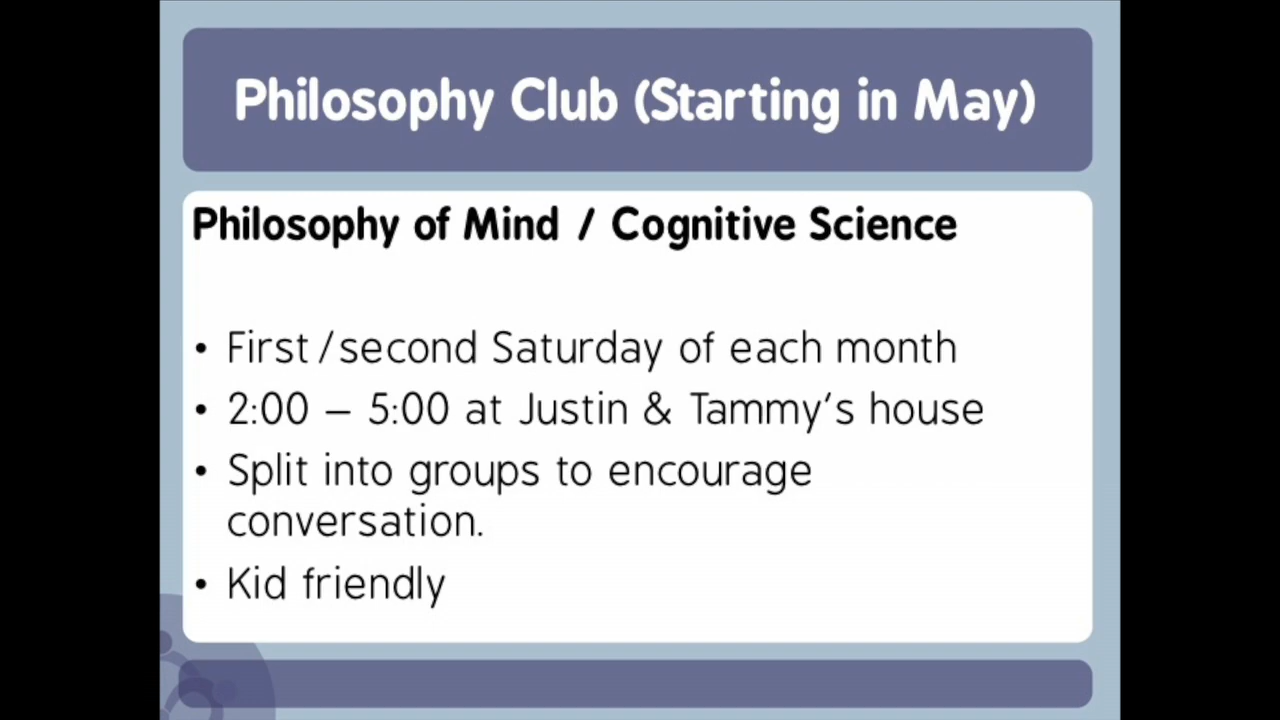 Philosophy Club (Starting in May)
Philosophy of Mind / Cognitive Science
• First/second Saturday of each month
• 2:00 – 5:00 at Justin & Tammy’s house
• Split into groups to encourage
conversation.
• Kid friendly